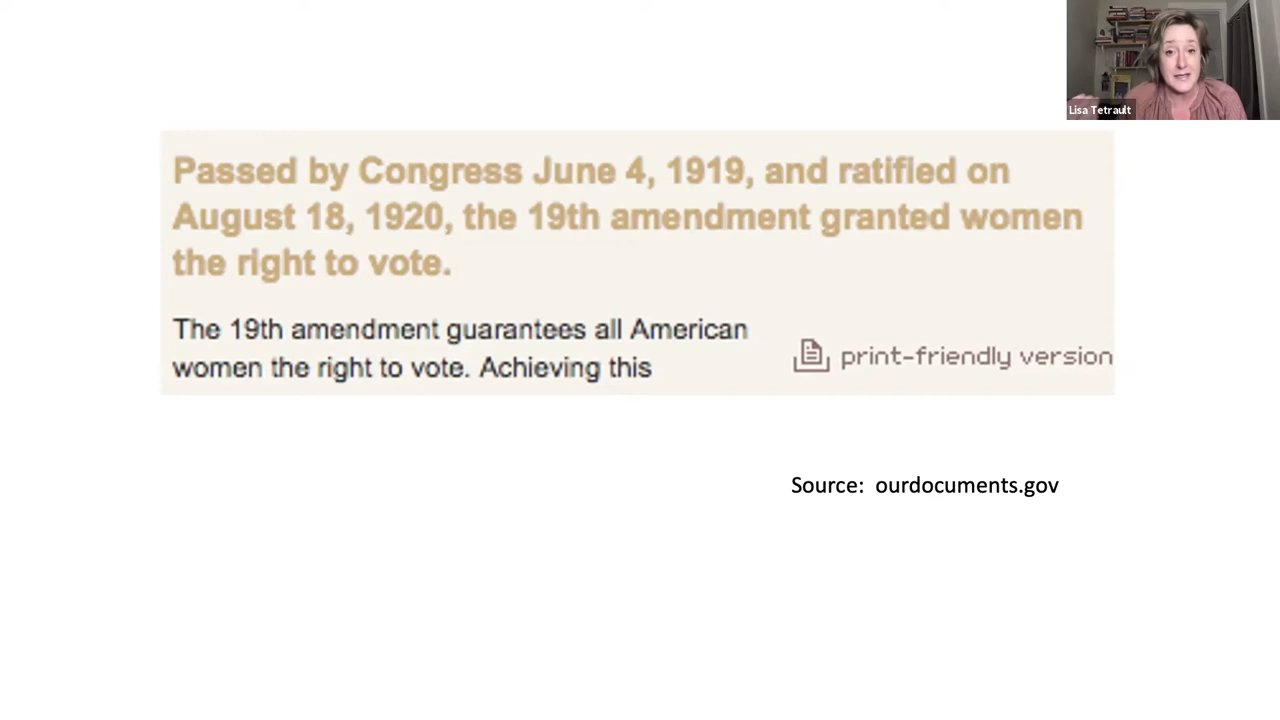 Lisa Tetrault
Passed by Congress June 4, 1919, and ratified on
August 18, 1920, the 19th amendment granted women
the right to vote.
The 19th amendment guarantees all American
women the right to vote. Achieving this
print-friendly version
Source:  ourdocuments.gov